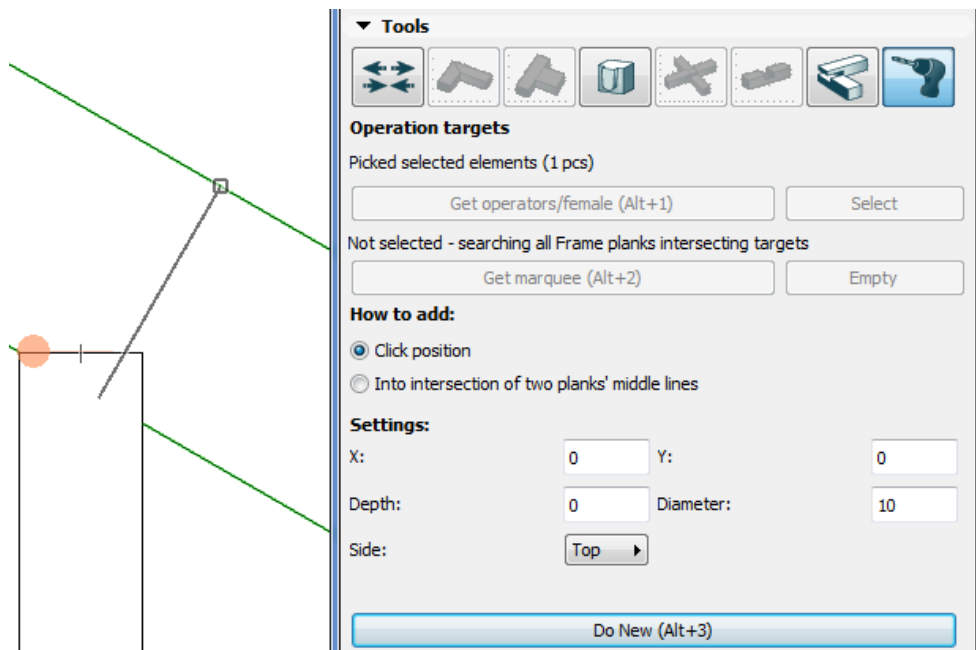 Tools
Operation targets
Picked selected elements (1 pcs)
Get operators/female (Alt+1) Select
Not selected - searching all Frame planks intersecting targets
Get marquee (Alt+2) Empty
How to add:
Click position
Into intersection of two planks' middle lines
Settings:
X: 0 Y: 0
Depth: 0 Diameter: 10
Side: Top
Do New (Alt+3)